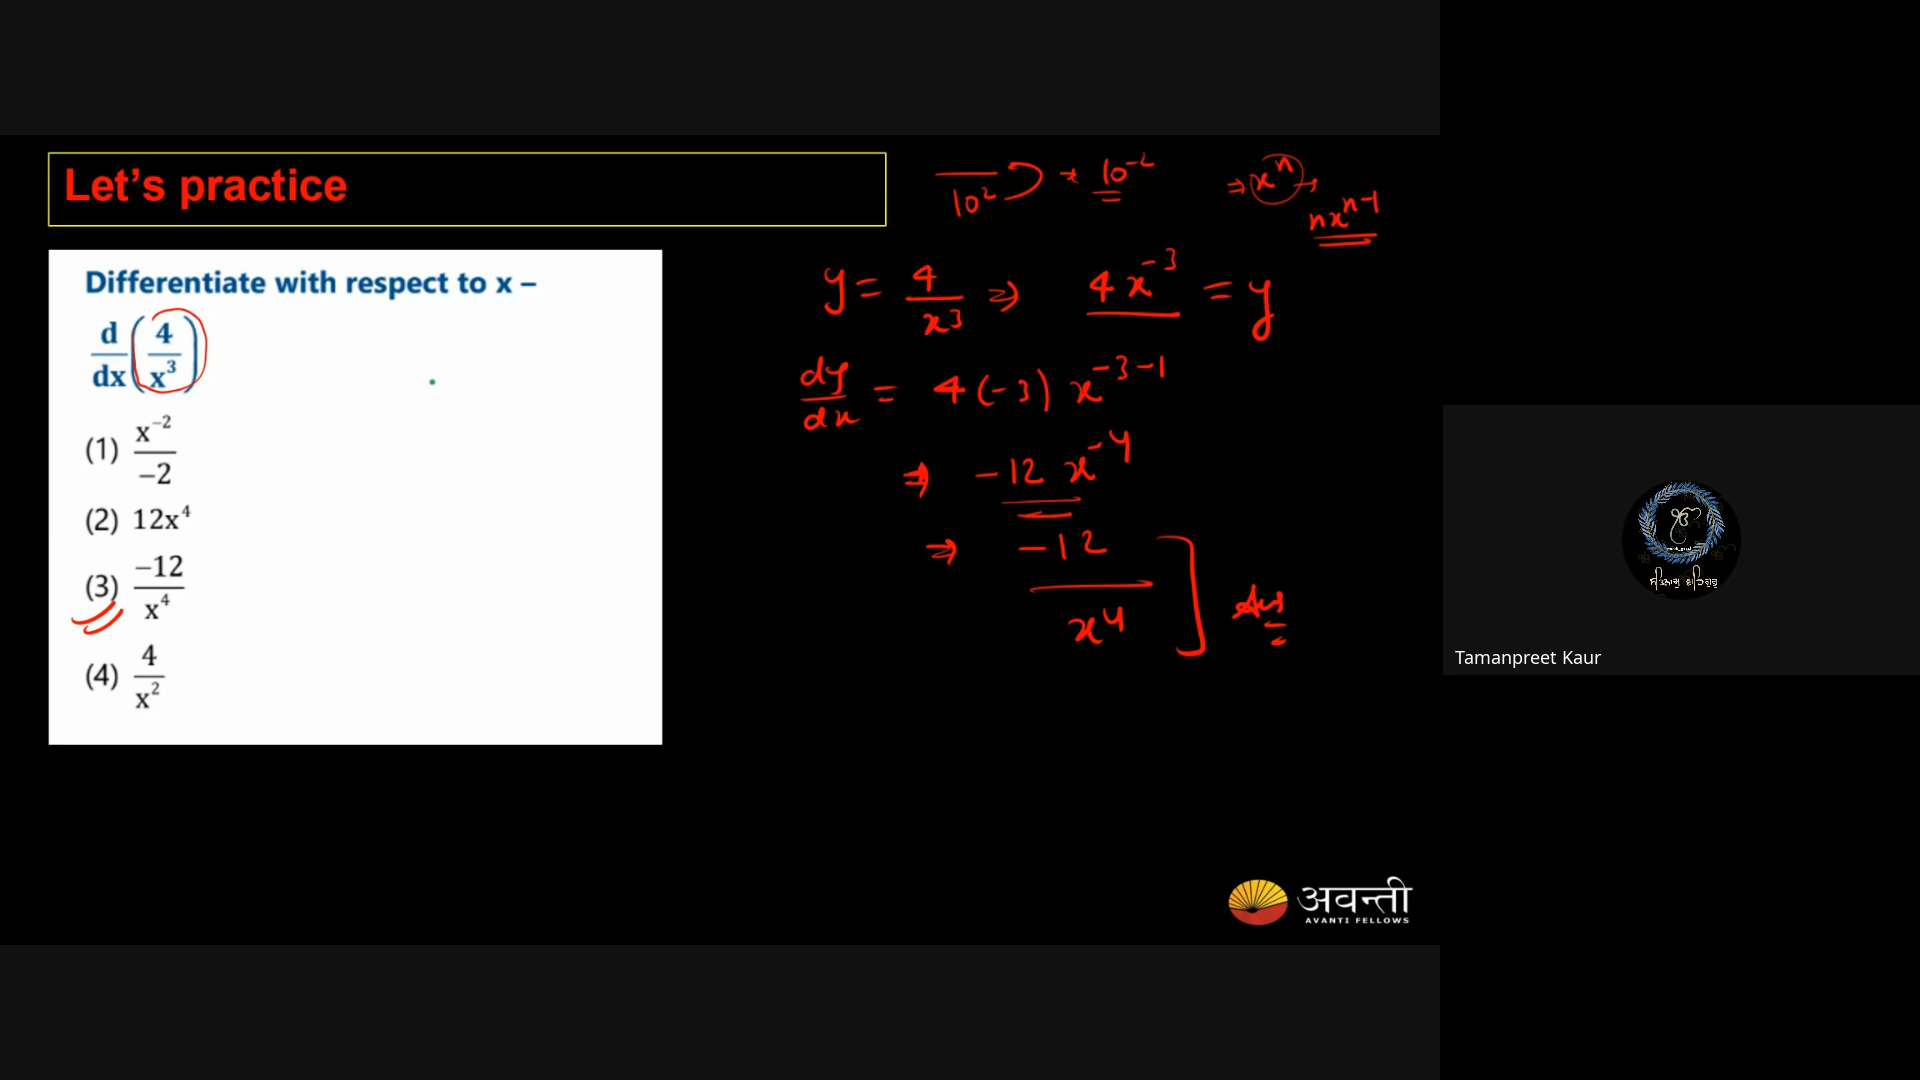 Let's practice
Differentiate with respect to x –
d/dx (4/x³)
(1) x⁻²/−2
(2) 12x⁴
(3) −12/x⁴
(4) 4/x²
10² → 10⁻²
⇒ xⁿ → nxⁿ⁻¹
y = 4/x³ ⇒ 4x⁻³ = y
dy/dx = 4(-3) x⁻³⁻¹
⇒ -12 x⁻⁴
⇒ -12/x⁴ ] Ans
अवन्ती
AVANTI FELLOWS
Tamanpreet Kaur